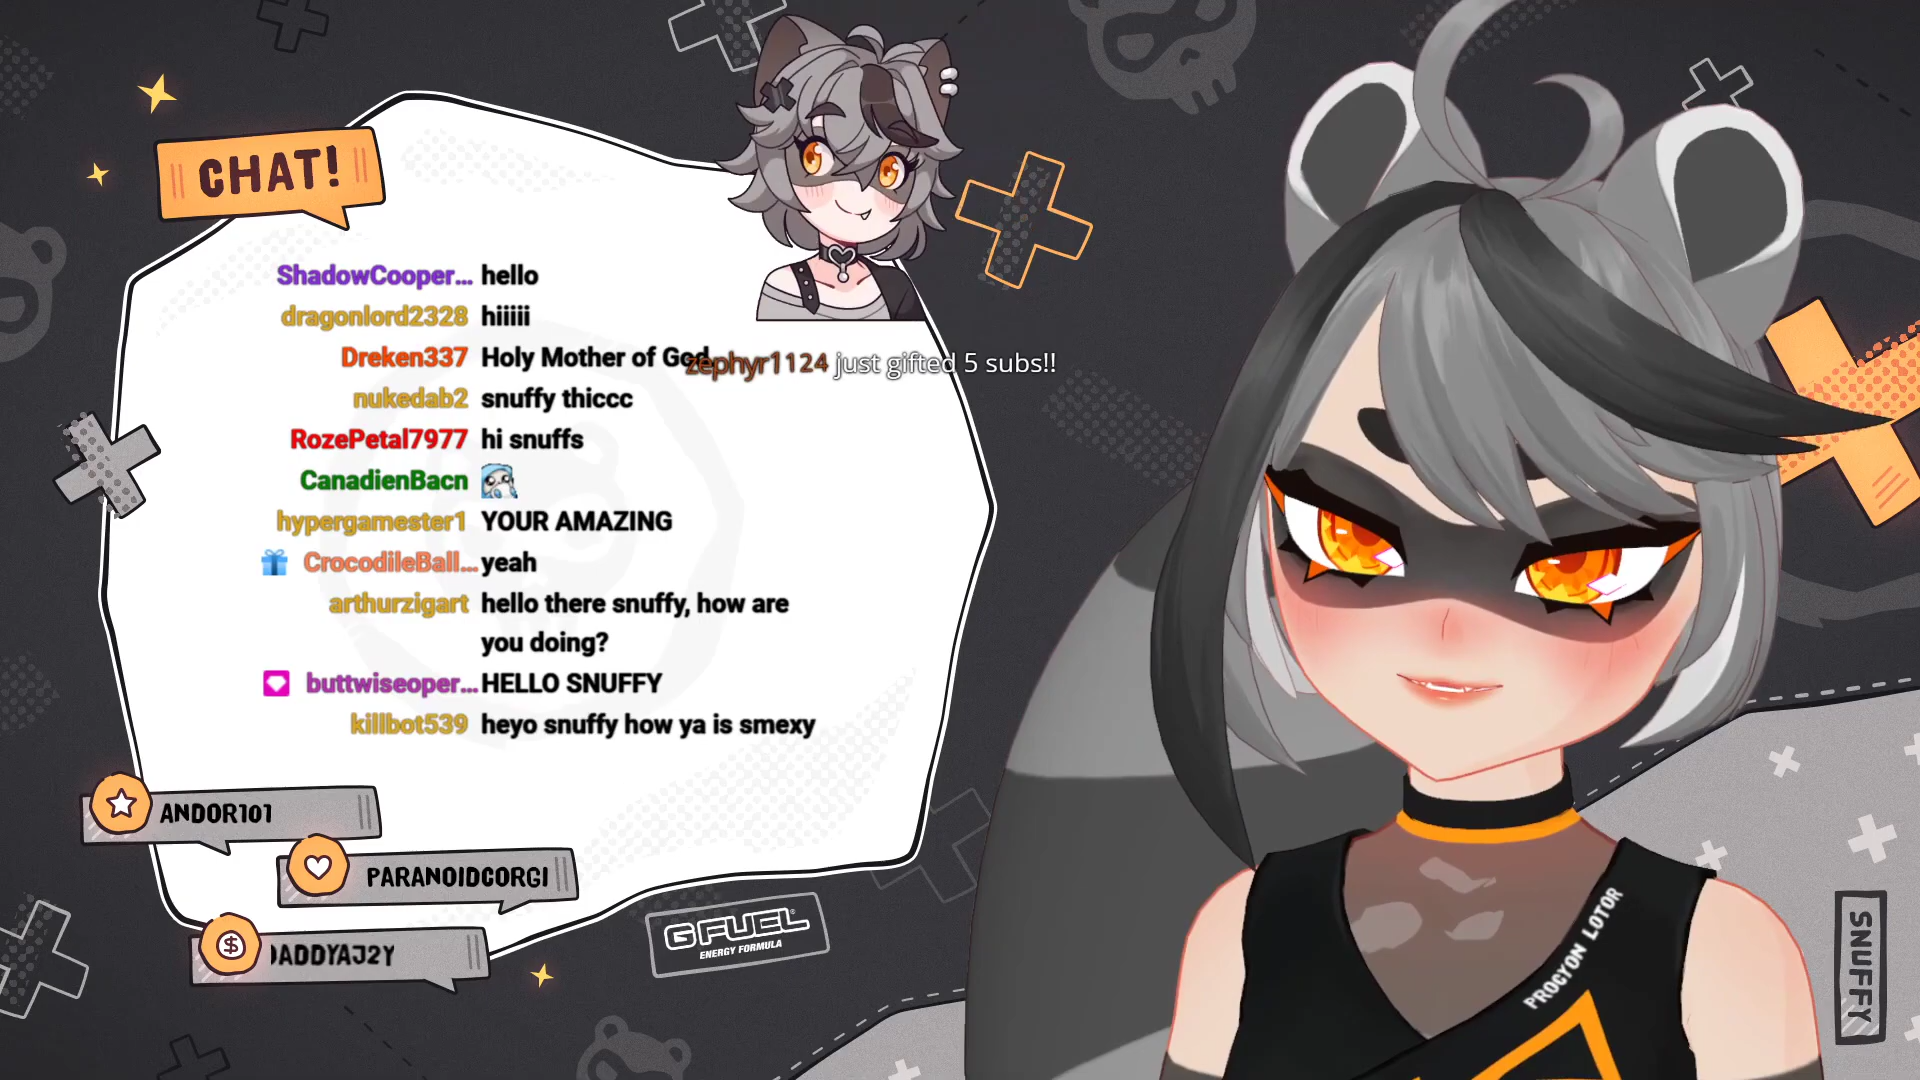 CHAT!
ShadowCooper... hello
dragonlord2328 hiiiii
Dreken337 Holy Mother of God
zephyr1124 just gifted 5 subs!!
nukedab2 snuffy thiccc
RozePetal7977 hi snuffs
CanadienBacn
hypergamester1 YOUR AMAZING
CrocodileBall... yeah
arthurzigart hello there snuffy, how are
you doing?
buttwiseoper... HELLO SNUFFY
killbot539 heyo snuffy how ya is smexy
ANDOR101
PARANOIDCORGI
DADDYAJ2Y
G FUEL
ENERGY FORMULA
PROCYON LOTOR
SNUFFY